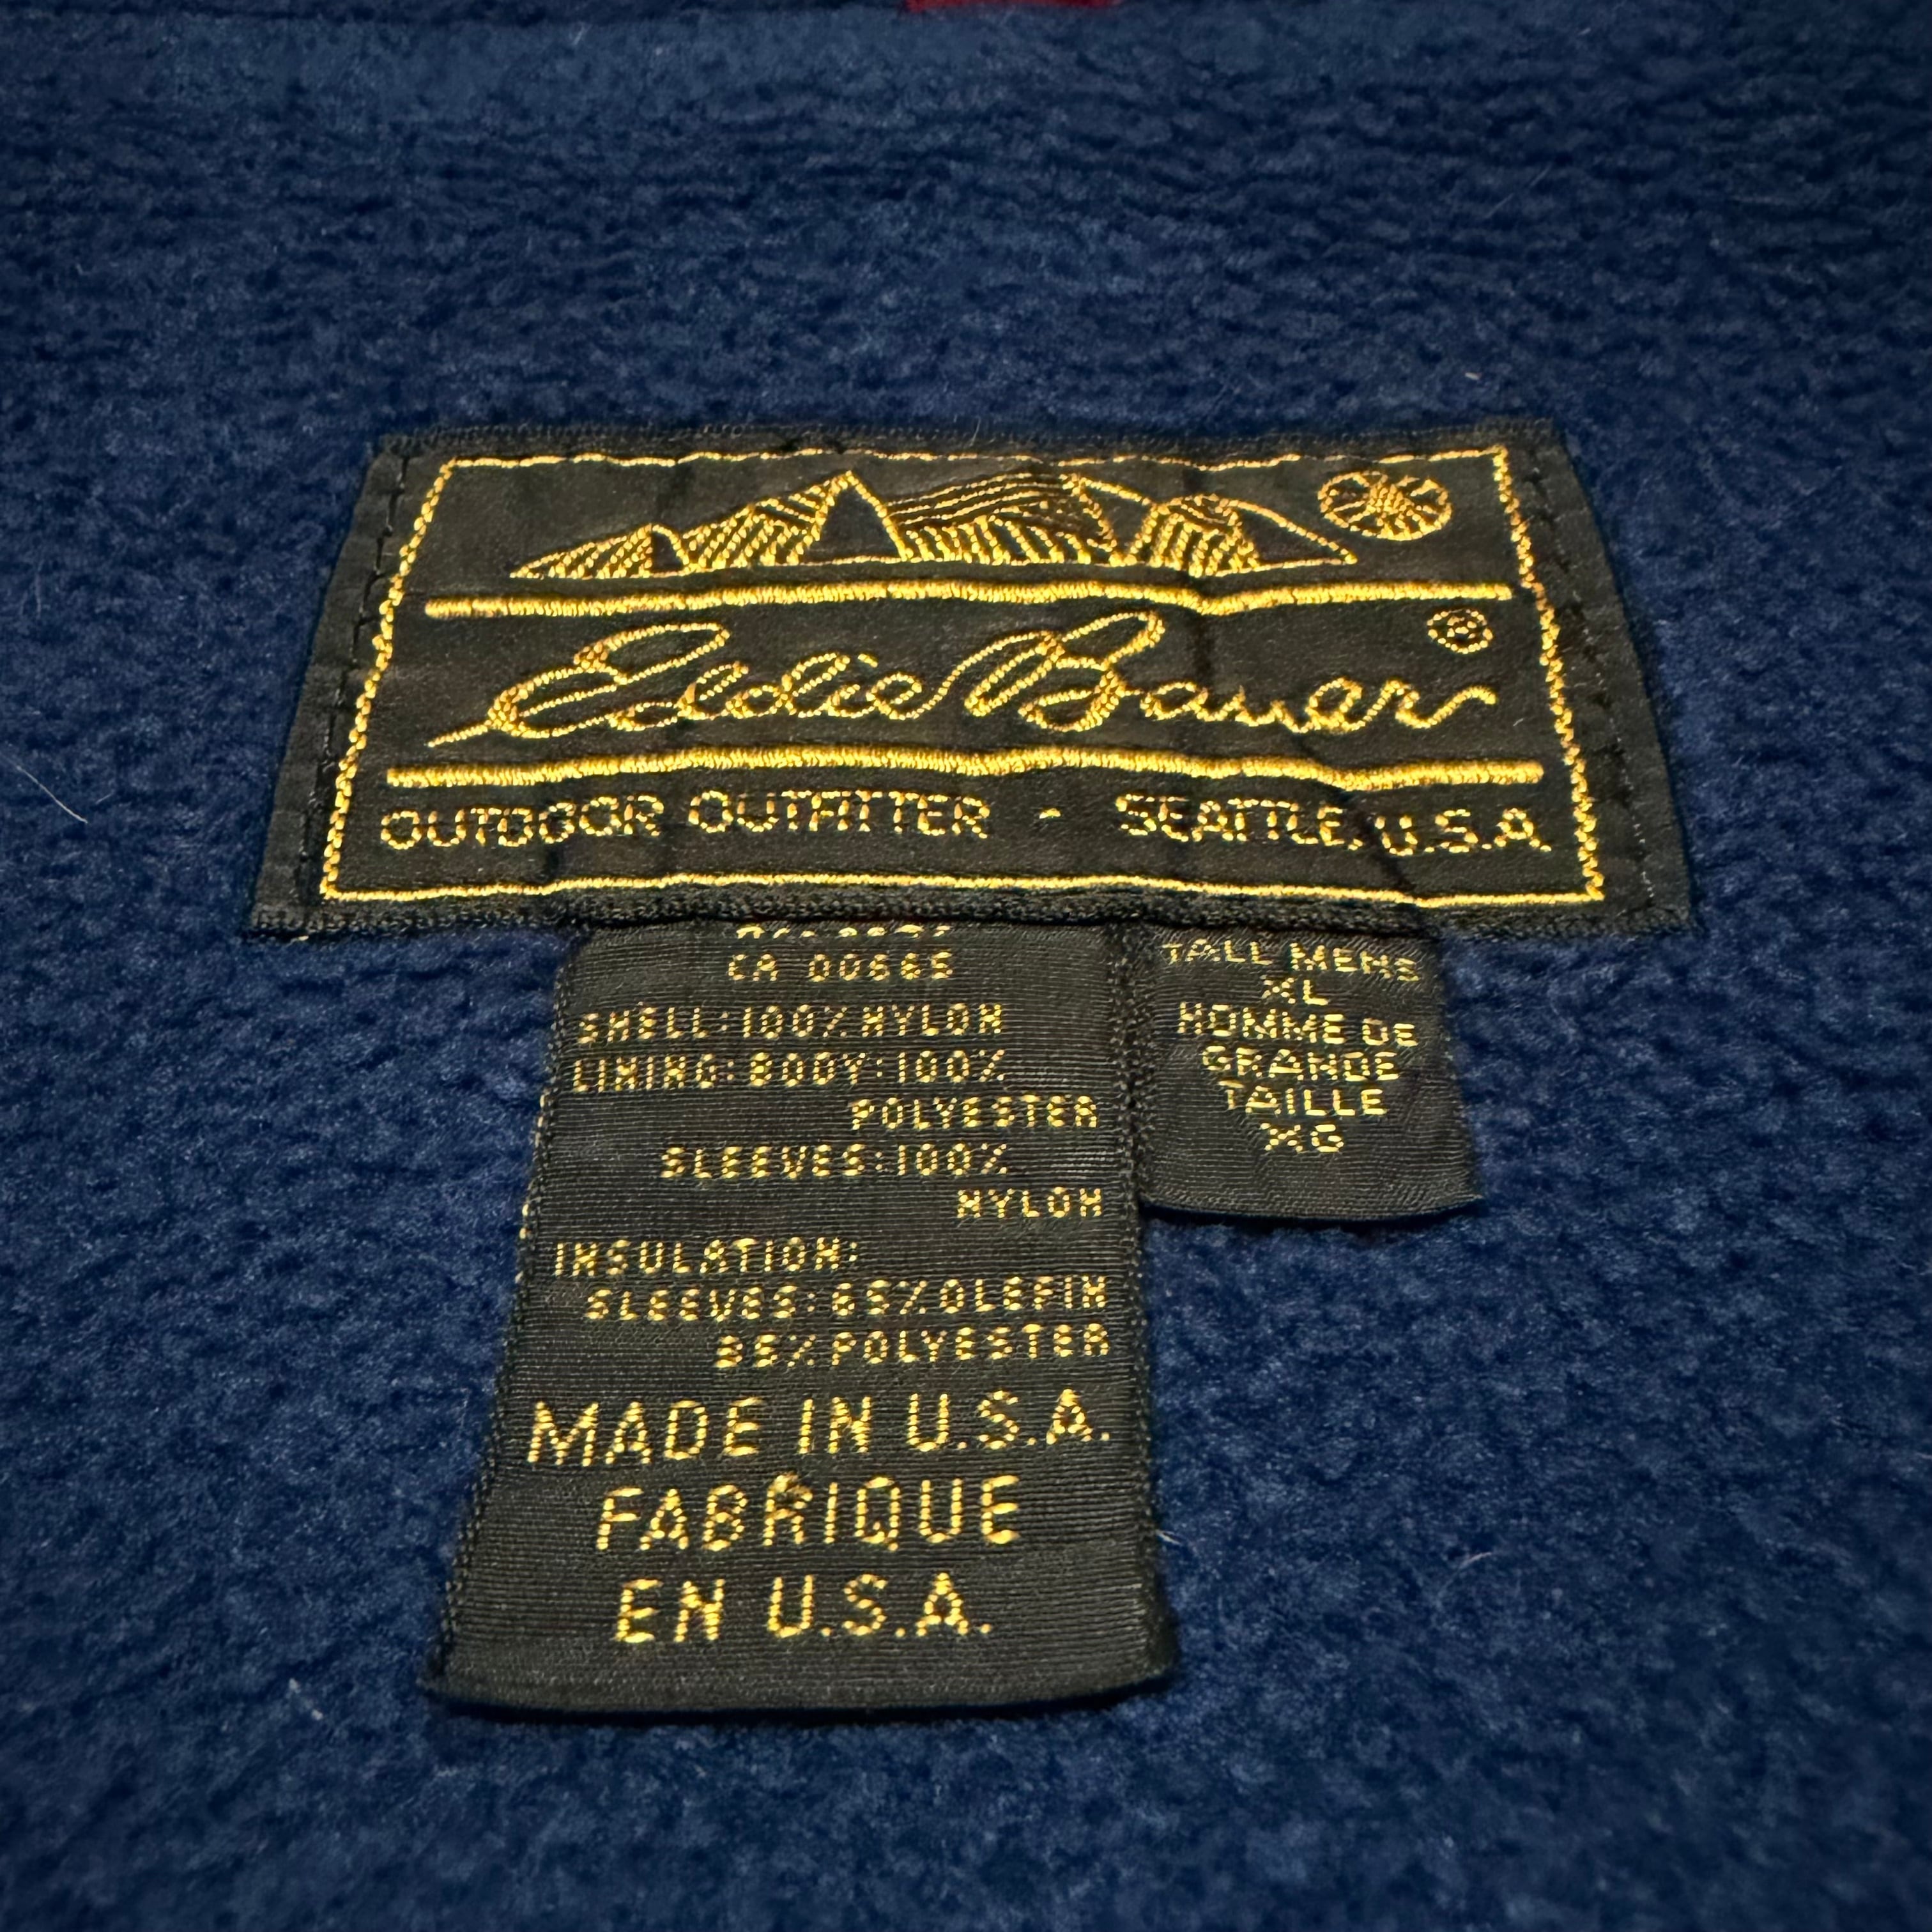 Eddie Bauer ®
OUTDOOR OUTFITTER - SEATTLE, U.S.A.
CA 00665
SHELL: 100% NYLON
LINING: BODY: 100%
POLYESTER
SLEEVES: 100%
NYLON
INSULATION:
SLEEVES: 65% OLEFIN
35% POLYESTER
MADE IN U.S.A.
FABRIQUE
EN U.S.A.
TALL MENS
XL
HOMME DE
GRANDE
TAILLE
XG